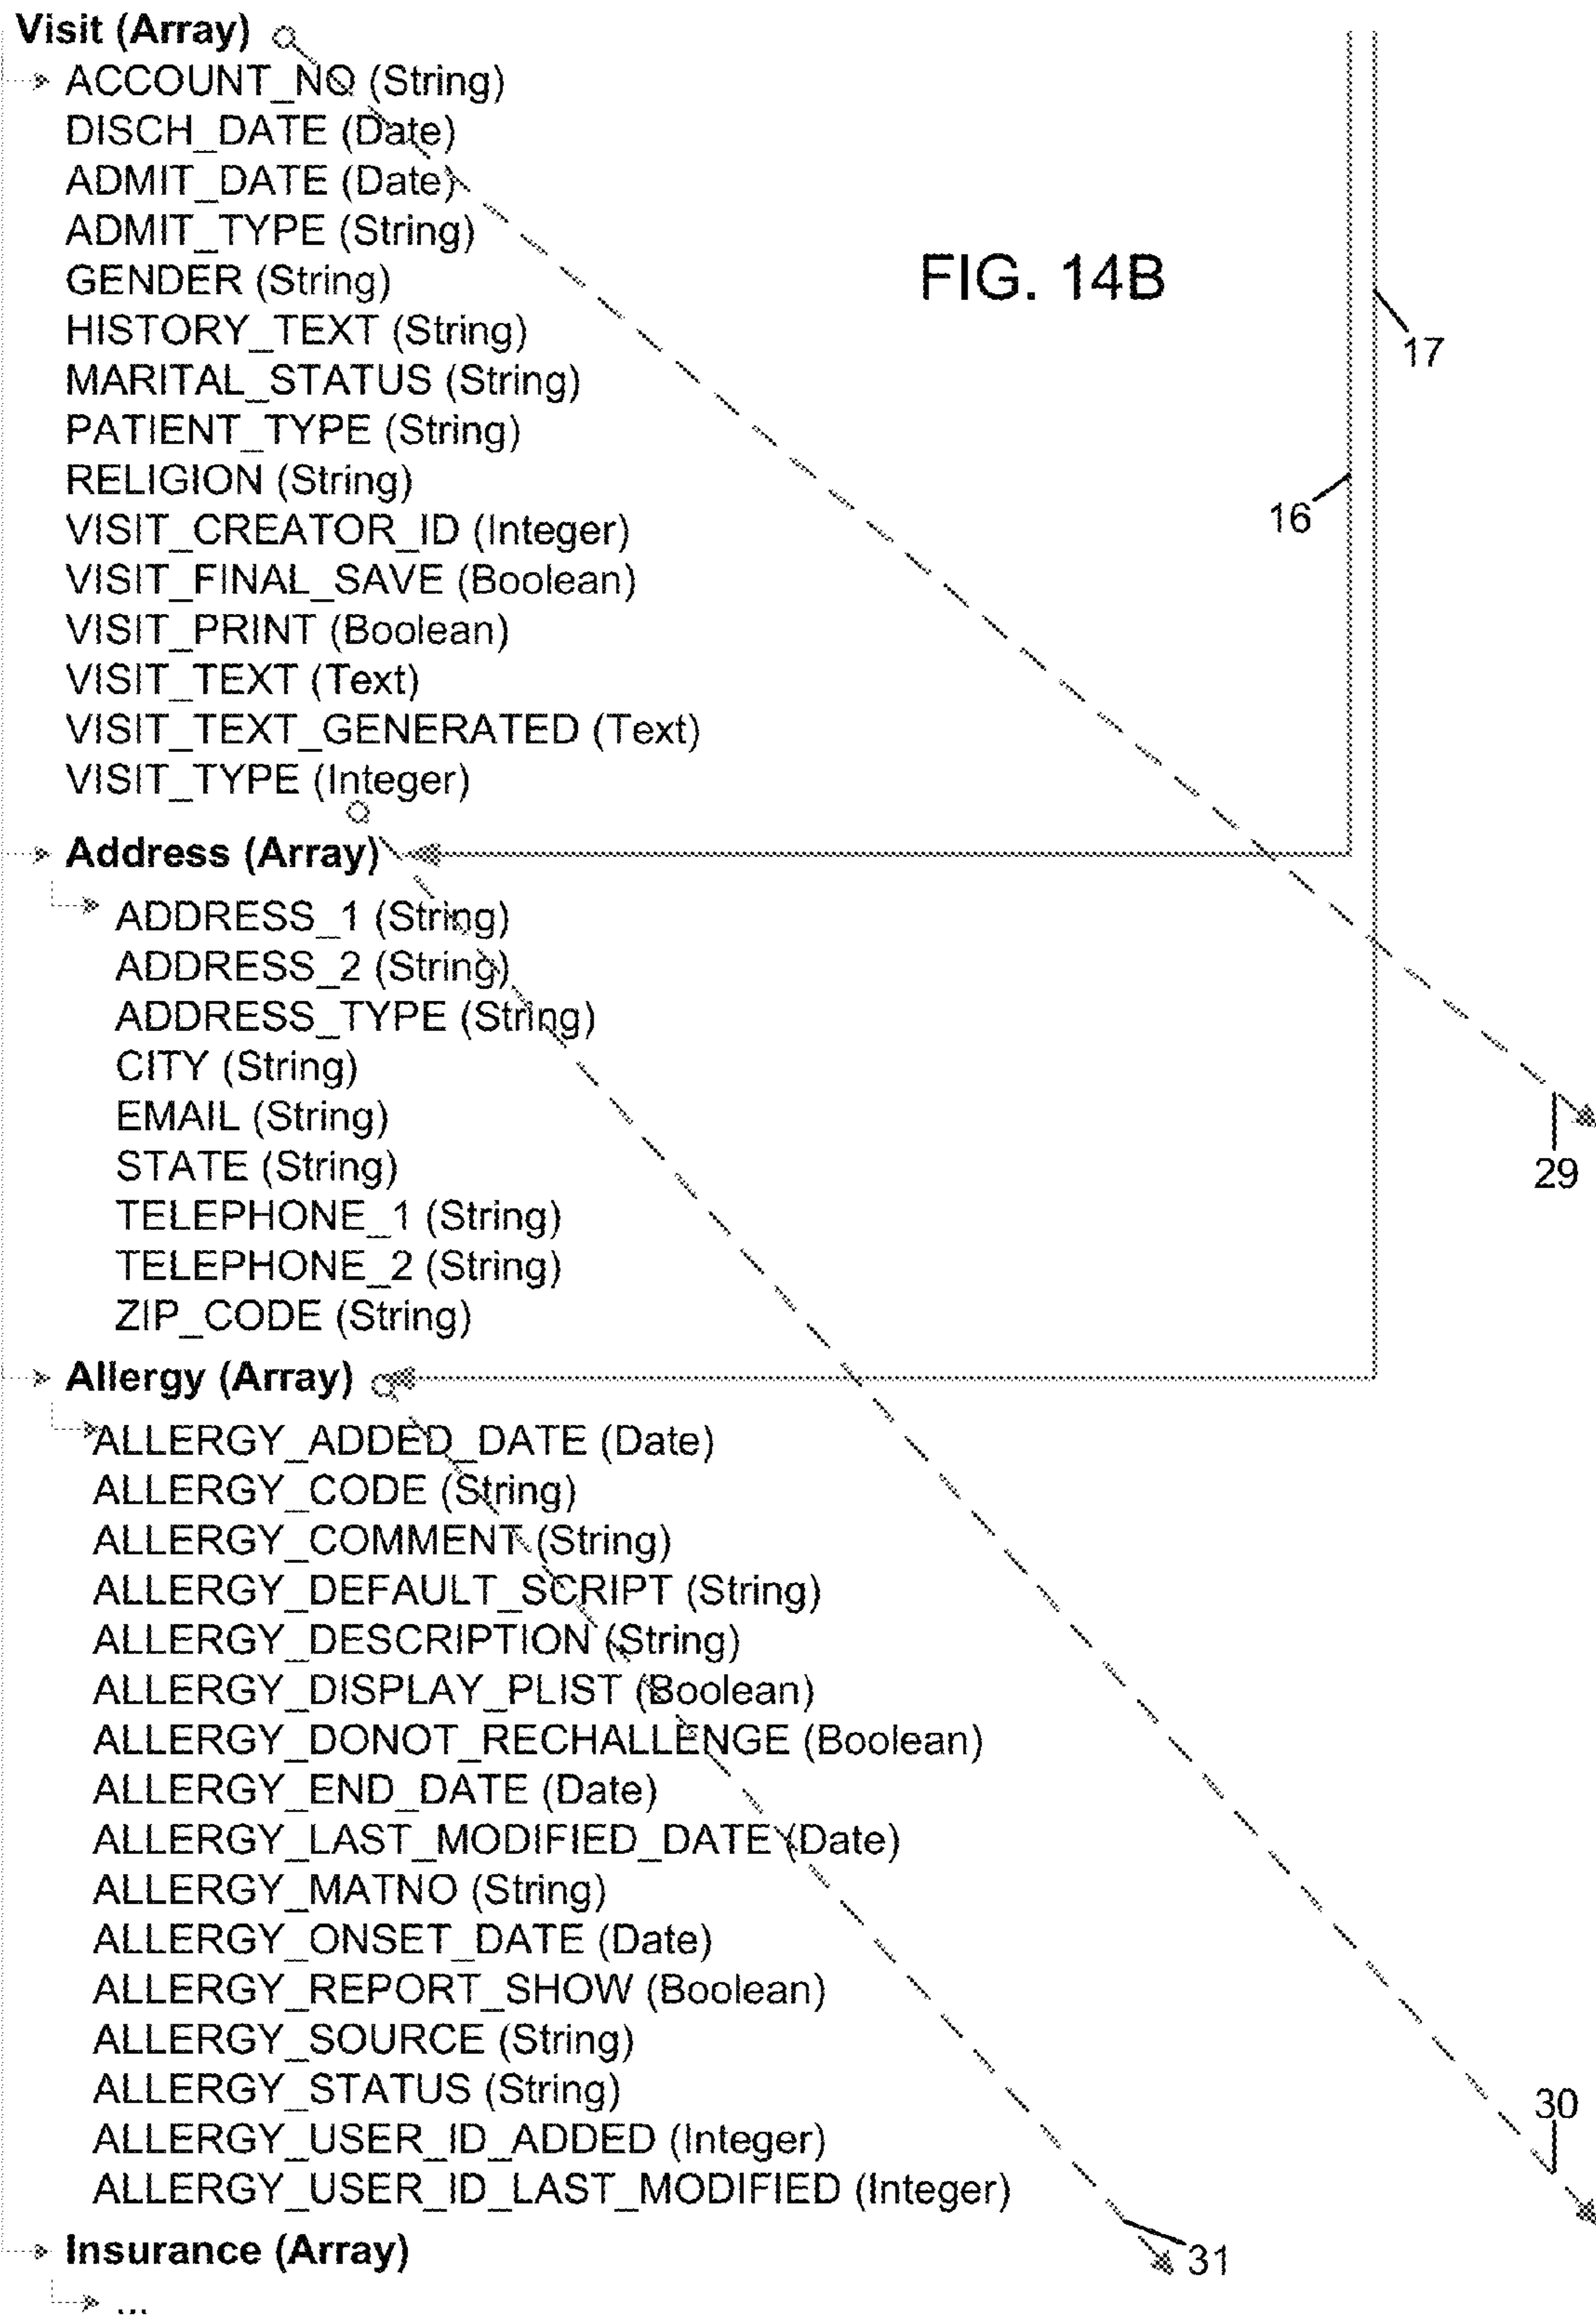 Visit (Array)
ACCOUNT_NO (String)
DISCH_DATE (Date)
ADMIT_DATE (Date)
ADMIT_TYPE (String)
GENDER (String)
FIG. 14B
HISTORY_TEXT (String)
17
MARITAL_STATUS (String)
PATIENT_TYPE (String)
RELIGION (String)
16
VISIT_CREATOR_ID (Integer)
VISIT_FINAL_SAVE (Boolean)
VISIT_PRINT (Boolean)
VISIT_TEXT (Text)
VISIT_TEXT_GENERATED (Text)
VISIT_TYPE (Integer)
Address (Array)
ADDRESS_1 (String)
ADDRESS_2 (String)
ADDRESS_TYPE (String)
CITY (String)
EMAIL (String)
STATE (String)
29
TELEPHONE_1 (String)
TELEPHONE_2 (String)
ZIP_CODE (String)
Allergy (Array)
ALLERGY_ADDED_DATE (Date)
ALLERGY_CODE (String)
ALLERGY_COMMENT (String)
ALLERGY_DEFAULT_SCRIPT (String)
ALLERGY_DESCRIPTION (String)
ALLERGY_DISPLAY_PLIST (Boolean)
ALLERGY_DONOT_RECHALLENGE (Boolean)
ALLERGY_END_DATE (Date)
ALLERGY_LAST_MODIFIED_DATE (Date)
ALLERGY_MATNO (String)
ALLERGY_ONSET_DATE (Date)
ALLERGY_REPORT_SHOW (Boolean)
ALLERGY_SOURCE (String)
ALLERGY_STATUS (String)
30
ALLERGY_USER_ID_ADDED (Integer)
ALLERGY_USER_ID_LAST_MODIFIED (Integer)
Insurance (Array)
31
...